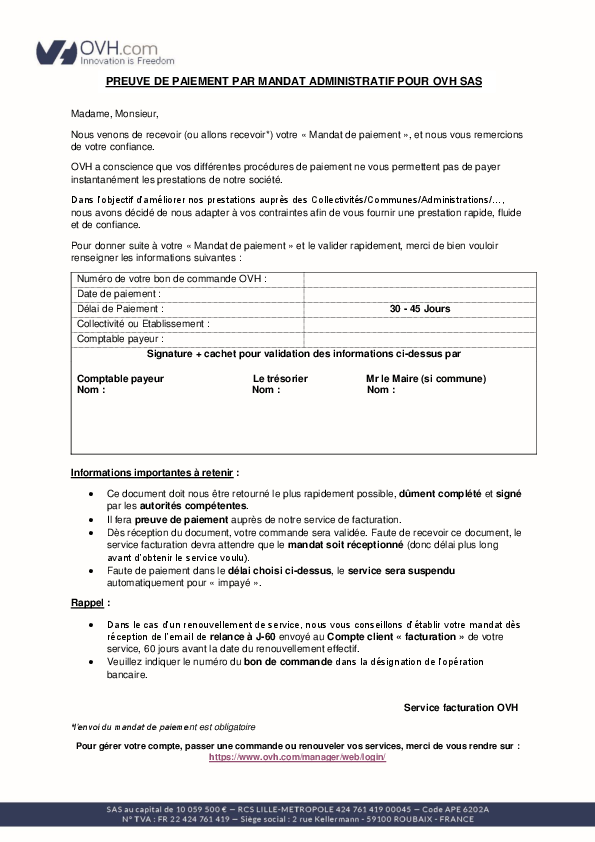 OVH.com
Innovation is Freedom
PREUVE DE PAIEMENT PAR MANDAT ADMINISTRATIF POUR OVH SAS
Madame, Monsieur,
Nous venons de recevoir (ou allons recevoir*) votre « Mandat de paiement », et nous vous remercions
de votre confiance.
OVH a conscience que vos différentes procédures de paiement ne vous permettent pas de payer
instantanément les prestations de notre société.
Dans l'objectif d'améliorer nos prestations auprès des Collectivités/Communes/Administrations/…,
nous avons décidé de nous adapter à vos contraintes afin de vous fournir une prestation rapide, fluide
et de confiance.
Pour donner suite à votre « Mandat de paiement » et le valider rapidement, merci de bien vouloir
renseigner les informations suivantes :
Numéro de votre bon de commande OVH :
Date de paiement :
Délai de Paiement : 30 - 45 Jours
Collectivité ou Etablissement :
Comptable payeur :
Signature + cachet pour validation des informations ci-dessus par
Comptable payeur Le trésorier Mr le Maire (si commune)
Nom : Nom : Nom :
Informations importantes à retenir :
• Ce document doit nous être retourné le plus rapidement possible, dûment complété et signé
par les autorités compétentes.
• Il fera preuve de paiement auprès de notre service de facturation.
• Dès réception du document, votre commande sera validée. Faute de recevoir ce document, le
service facturation devra attendre que le mandat soit réceptionné (donc délai plus long
avant d'obtenir le service voulu).
• Faute de paiement dans le délai choisi ci-dessus, le service sera suspendu
automatiquement pour « impayé ».
Rappel :
• Dans le cas d'un renouvellement de service, nous vous conseillons d'établir votre mandat dès
réception de l'email de relance à J-60 envoyé au Compte client « facturation » de votre
service, 60 jours avant la date du renouvellement effectif.
• Veuillez indiquer le numéro du bon de commande dans la désignation de l'opération
bancaire.
Service facturation OVH
*l'envoi du mandat de paiement est obligatoire
Pour gérer votre compte, passer une commande ou renouveler vos services, merci de vous rendre sur :
https://www.ovh.com/manager/web/login/
SAS au capital de 10 059 500 € — RCS LILLE-METROPOLE 424 761 419 00045 — Code APE 6202A
N° TVA : FR 22 424 761 419 — Siège social : 2 rue Kellermann - 59100 ROUBAIX - FRANCE